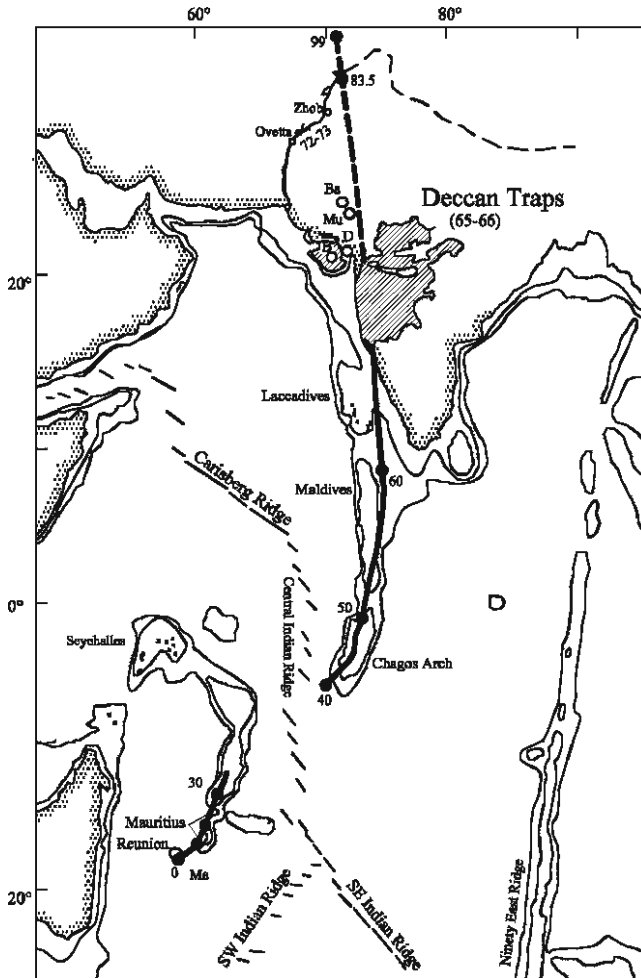 60°
80°
99
83.5
Zhob
72-73
Ba
Mu
Deccan Traps
(65-66)
D
20°
Laccadives
60
Maldives
Carlsberg Ridge
0°
50
Central Indian Ridge
Seychelles
Chagos Arch
40
30
Mauritius
Reunion
0
Ma
20°
SW Indian Ridge
SE Indian Ridge
Ninety East Ridge